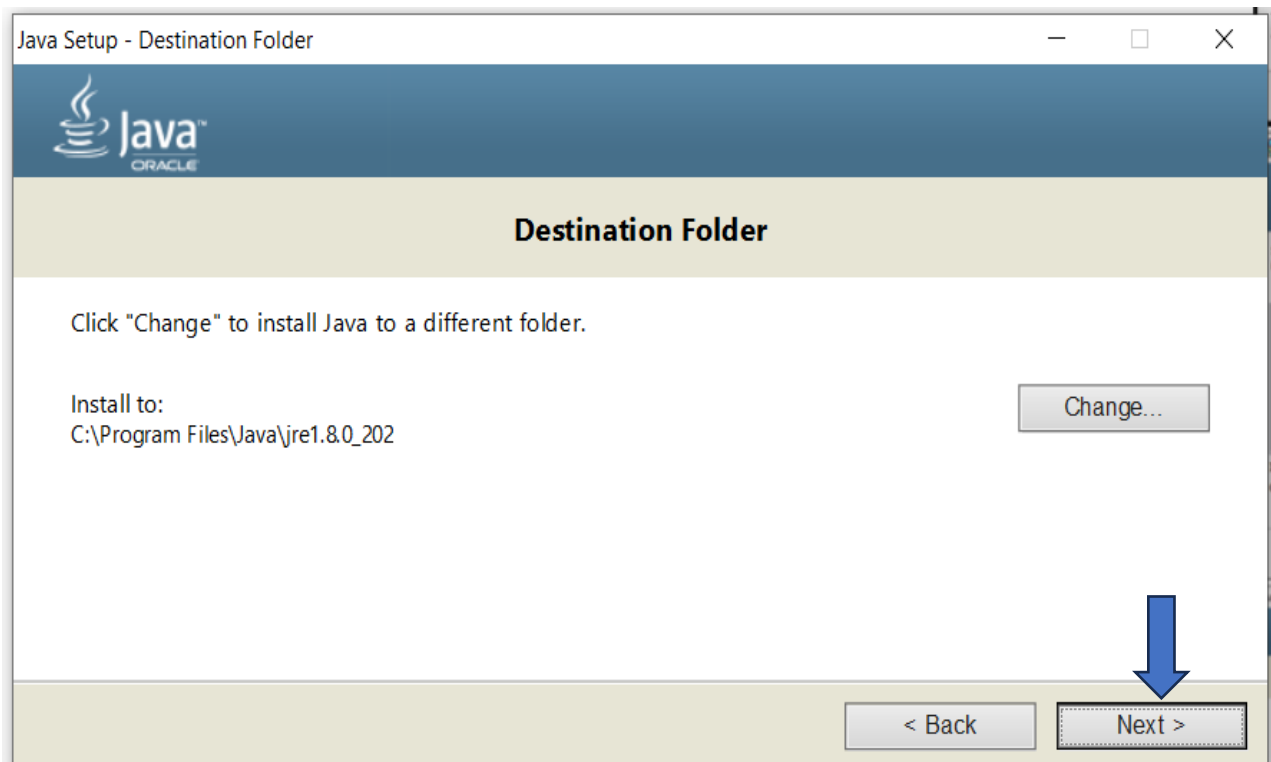 Java Setup - Destination Folder
Java™
ORACLE
Destination Folder
Click "Change" to install Java to a different folder.
Install to:
Change...
C:\Program Files\Java\jre1.8.0_202
< Back
Next >